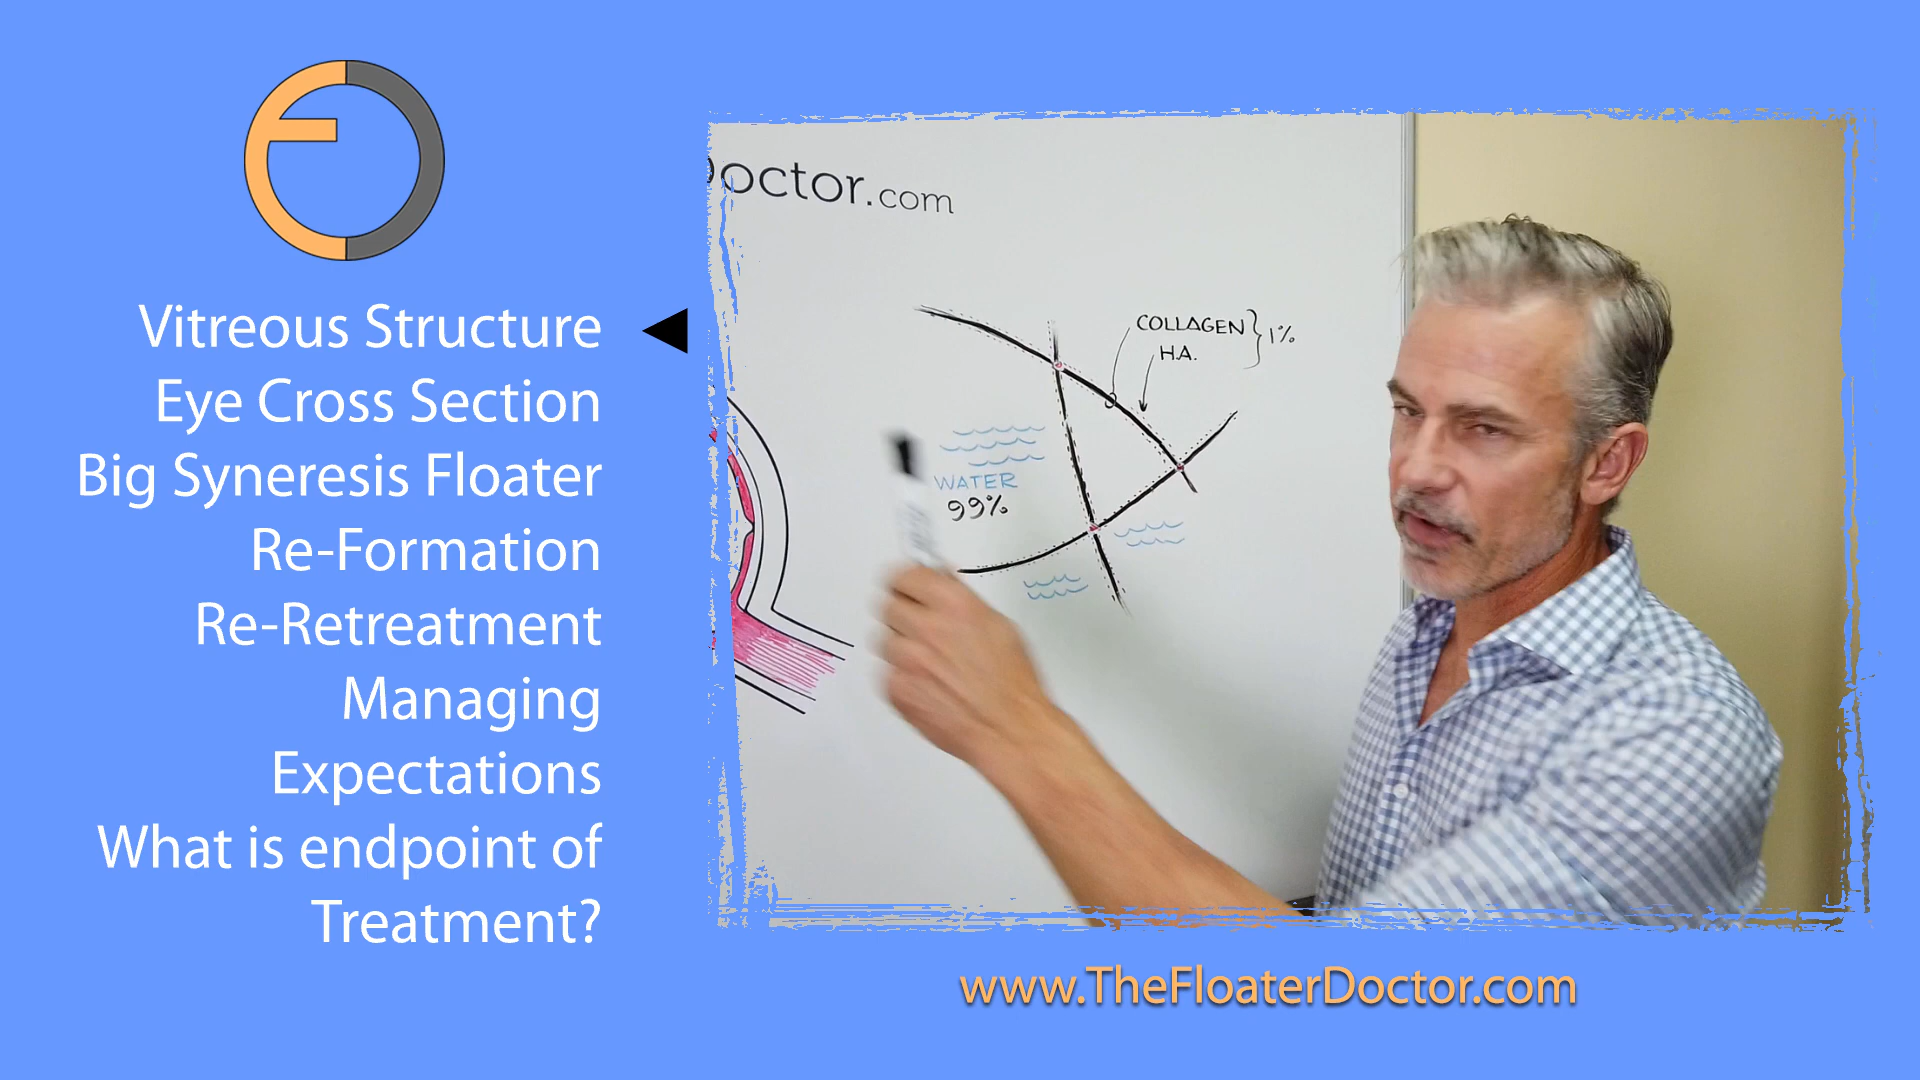 Vitreous Structure
Eye Cross Section
Big Syneresis Floater
Re-Formation
Re-Retreatment
Managing
Expectations
What is endpoint of
Treatment?
Doctor.com
COLLAGEN } 1%
H.A.
WATER
99%
www.TheFloaterDoctor.com